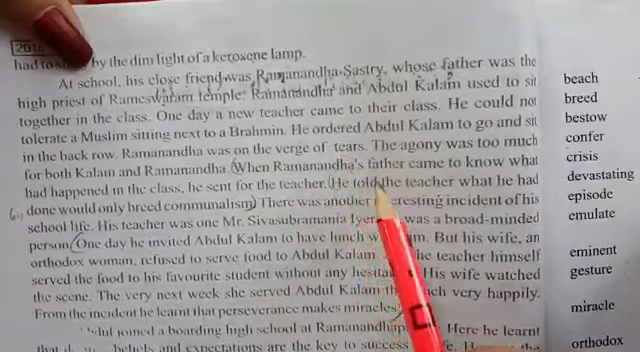 2018
had to by the dim light of a kerosene lamp.
At school, his close friend was Ramanandha Sastry, whose father was the
high priest of Rameswaram temple. Ramanandha and Abdul Kalam used to sit
together in the class. One day a new teacher came to their class. He could not
tolerate a Muslim sitting next to a Brahmin. He ordered Abdul Kalam to go and sit
in the back row. Ramanandha was on the verge of tears. The agony was too much
for both Kalam and Ramanandha. (When Ramanandha's father came to know what
had happened in the class, he sent for the teacher. (He told the teacher what he had
done would only breed communalism) There was another eresting incident of his
school life. His teacher was one Mr. Sivasubramania Iyer was a broad-minded
person. (One day he invited Abdul Kalam to have lunch w m. But his wife, an
orthodox woman, refused to serve food to Abdul Kalam. he teacher himself
served the food to his favourite student without any hesita His wife watched
the scene. The very next week she served Abdul Kalam th ch very happily.
From the incident he learnt that perseverance makes miracles)
joined a boarding high school at Ramanandhap Here he learnt
beliefs and expectations are the key to success fe.
beach
breed
bestow
confer
crisis
devastating
episode
emulate
eminent
gesture
miracle
orthodox